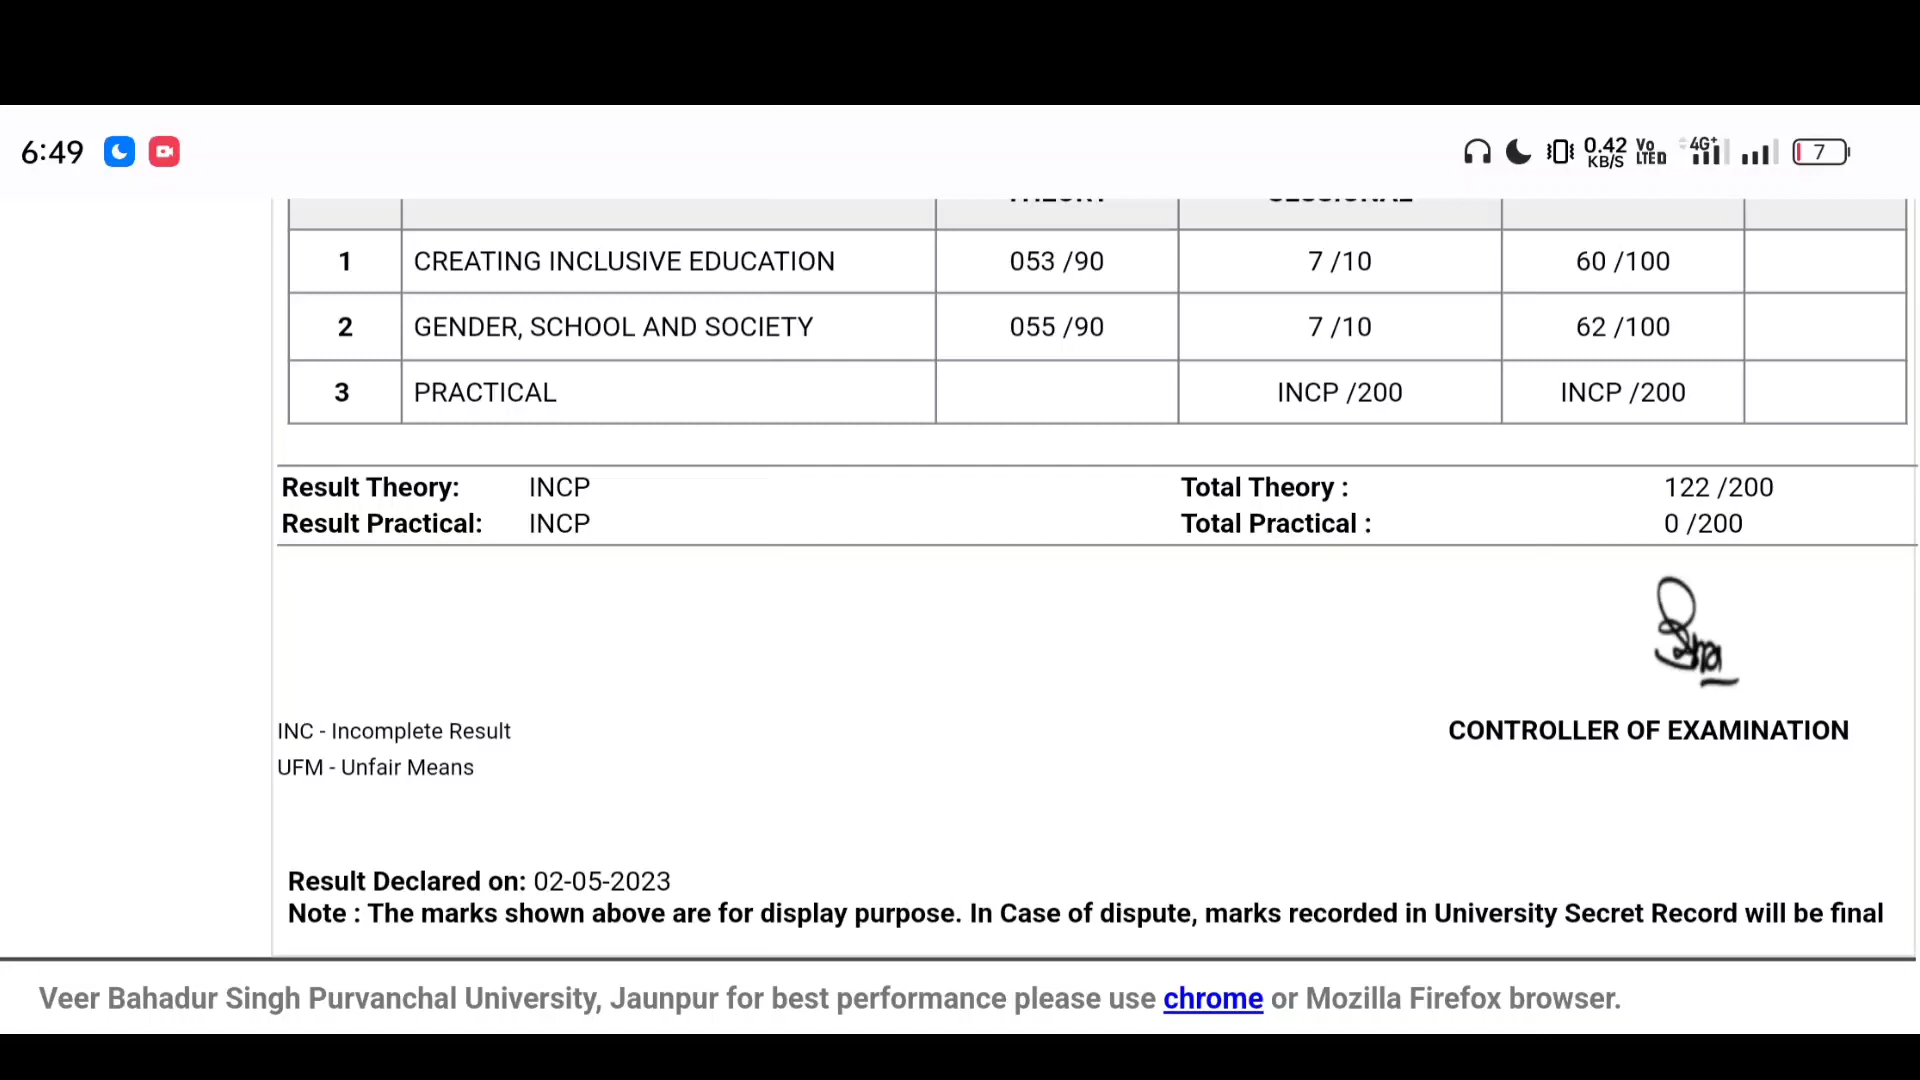 6:49 0.42 KB/S Vo LTE 4G+ 7
1 CREATING INCLUSIVE EDUCATION 053 /90 7 /10 60 /100
2 GENDER, SCHOOL AND SOCIETY 055 /90 7 /10 62 /100
3 PRACTICAL INCP /200 INCP /200
Result Theory: INCP Total Theory : 122 /200
Result Practical: INCP Total Practical : 0 /200
INC - Incomplete Result CONTROLLER OF EXAMINATION
UFM - Unfair Means
Result Declared on: 02-05-2023
Note : The marks shown above are for display purpose. In Case of dispute, marks recorded in University Secret Record will be final
Veer Bahadur Singh Purvanchal University, Jaunpur for best performance please use chrome or Mozilla Firefox browser.